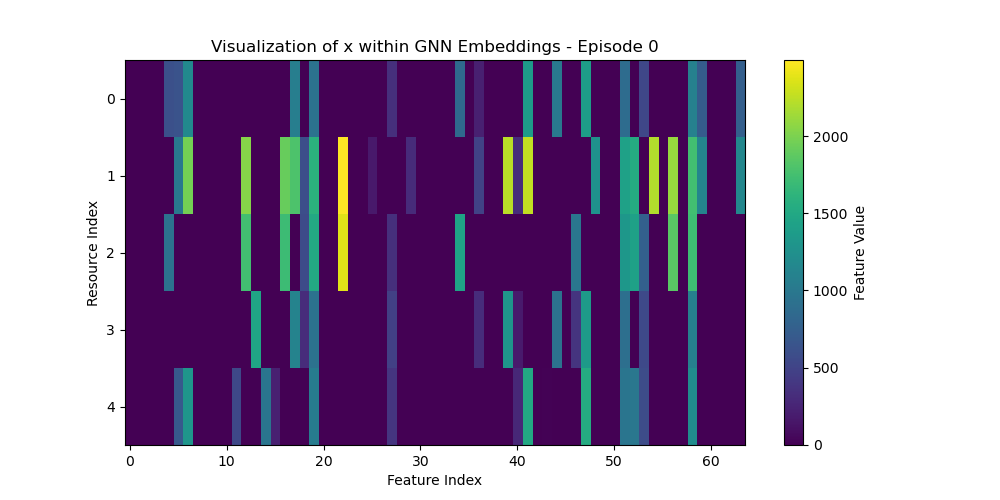 Visualization of x within GNN Embeddings - Episode 0
Resource Index
0
1
2
3
4
0 10 20 30 40 50 60
Feature Index
2000
1500
1000
500
0
Feature Value